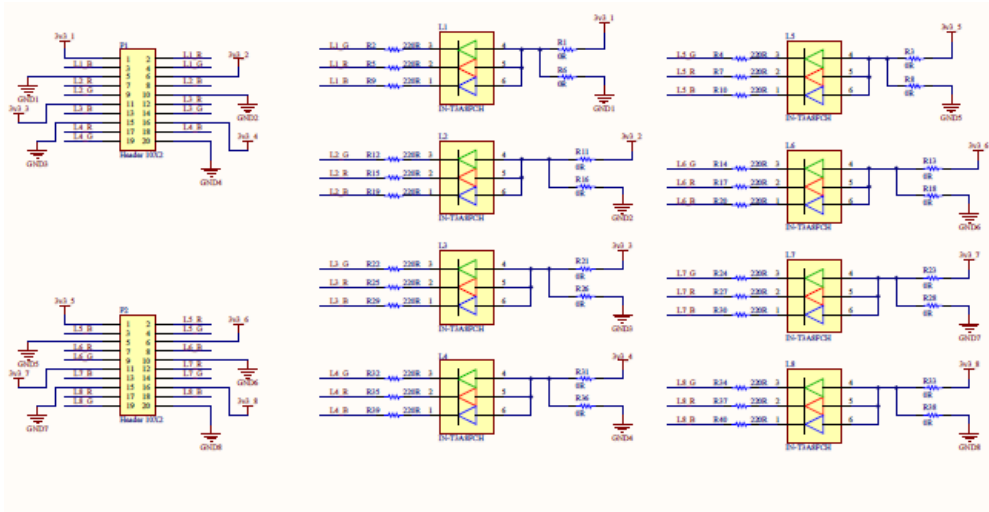 3v3_1
P1
1 2
3 4
5 6
7 8
9 10
11 12
13 14
15 16
17 18
19 20
Header 10X2
L1_R
L1_B L1_G
3v3_2
GND1
L2_R L2_B
L2_G
GND2
3v3_3
L3_R
L3_B L3_G
3v3_4
L4_R L4_B
L4_G
GND3
GND4
3v3_5
P2
1 2
3 4
5 6
7 8
9 10
11 12
13 14
15 16
17 18
19 20
Header 10X2
L5_R
L5_B L5_G
3v3_6
GND5
L6_R L6_B
L6_G
GND6
3v3_7
L7_R
L7_B L7_G
3v3_8
L8_R L8_B
L8_G
GND7
GND8
L1
3v3_1
L1_G R2 220R 3 4 R1
0R
L1_R R5 220R 2 5 R6
0R
L1_B R9 220R 1 6
GND1
IN-T3A8FCH
L2
3v3_2
L2_G R12 220R 3 4 R11
0R
L2_R R15 220R 2 5 R16
0R
L2_B R19 220R 1 6
GND2
IN-T3A8FCH
L3
3v3_3
L3_G R22 220R 3 4 R21
0R
L3_R R25 220R 2 5 R26
0R
L3_B R29 220R 1 6
GND3
IN-T3A8FCH
L4
3v3_4
L4_G R32 220R 3 4 R31
0R
L4_R R35 220R 2 5 R36
0R
L4_B R39 220R 1 6
GND4
IN-T3A8FCH
L5
3v3_5
L5_G R4 220R 3 4 R3
0R
L5_R R7 220R 2 5 R8
0R
L5_B R10 220R 1 6
GND5
IN-T3A8FCH
L6
3v3_6
L6_G R14 220R 3 4 R13
0R
L6_R R17 220R 2 5 R18
0R
L6_B R20 220R 1 6
GND6
IN-T3A8FCH
L7
3v3_7
L7_G R24 220R 3 4 R23
0R
L7_R R27 220R 2 5 R28
0R
L7_B R30 220R 1 6
GND7
IN-T3A8FCH
L8
3v3_8
L8_G R34 220R 3 4 R33
0R
L8_R R37 220R 2 5 R38
0R
L8_B R40 220R 1 6
GND8
IN-T3A8FCH